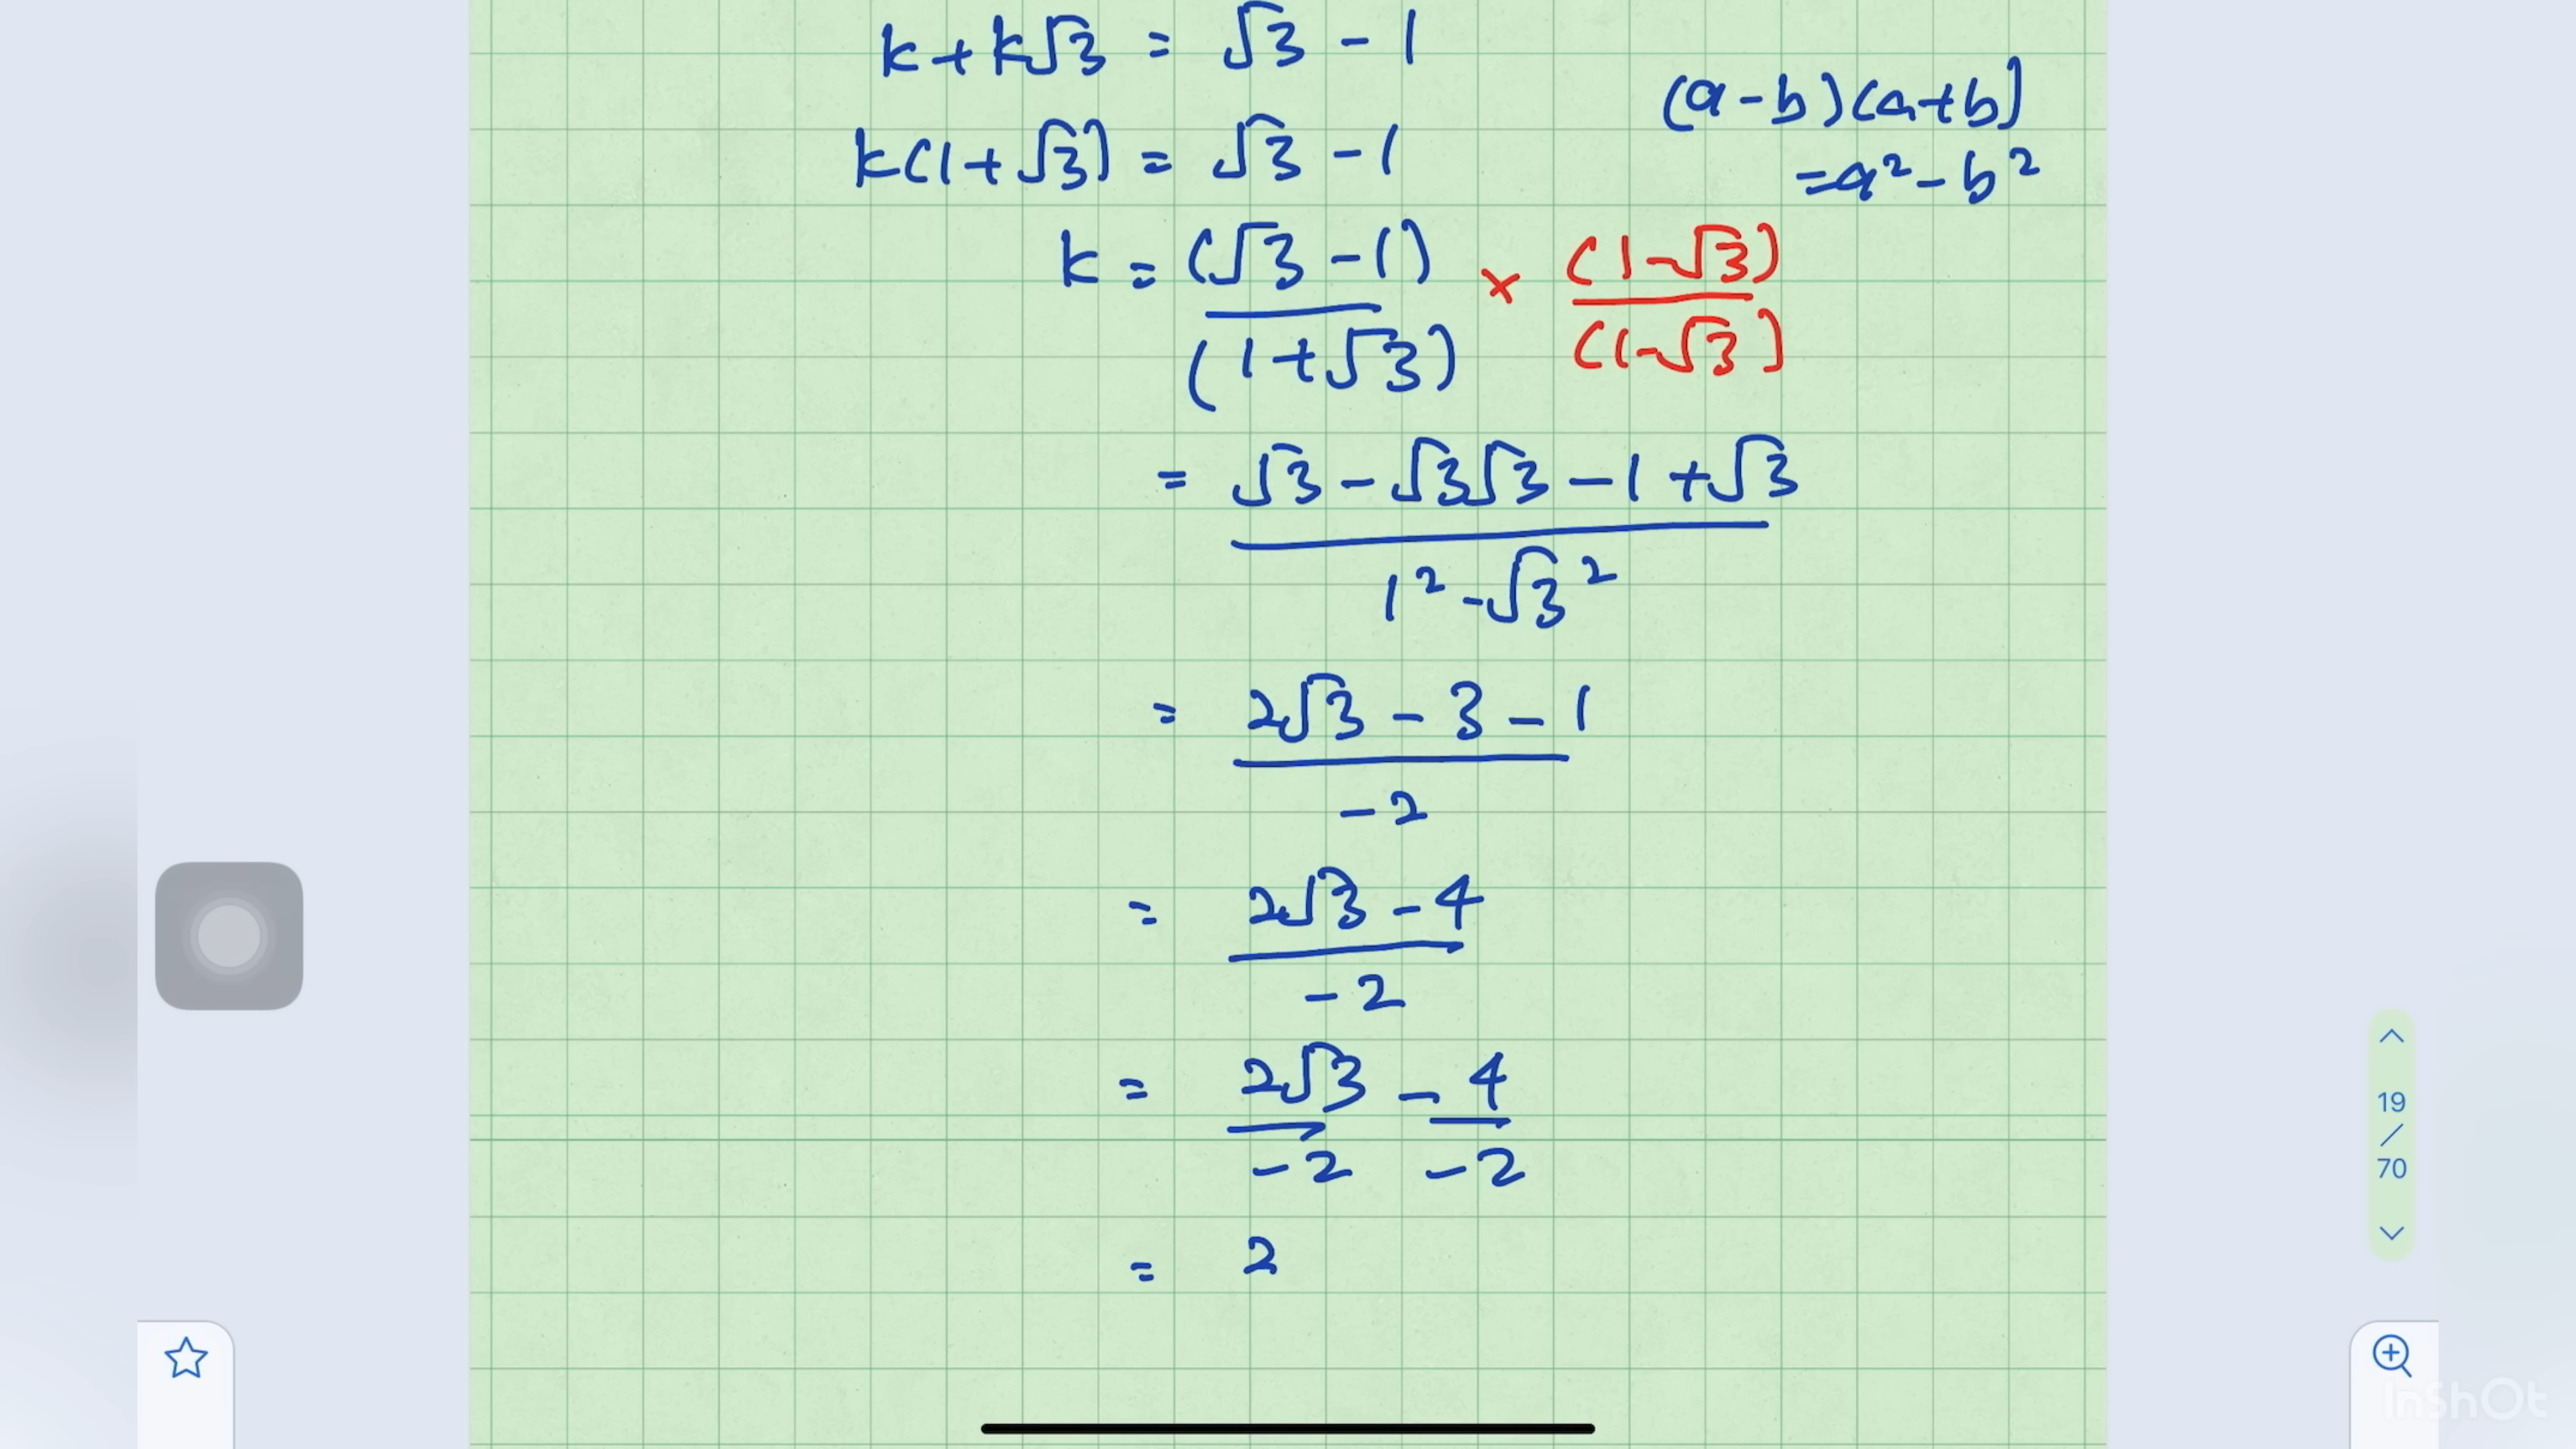 k + k√3 = √3 - 1
(a-b)(a+b)
k(1+√3) = √3 - 1
= a² - b²
k = (√3 - 1) / (1+√3) × (1-√3) / (1-√3)
= √3 - √3√3 - 1 + √3
1² - √3²
= 2√3 - 3 - 1
-2
= 2√3 - 4
-2
= 2√3 / -2 - 4 / -2
= 2
19
/
70
InShOt